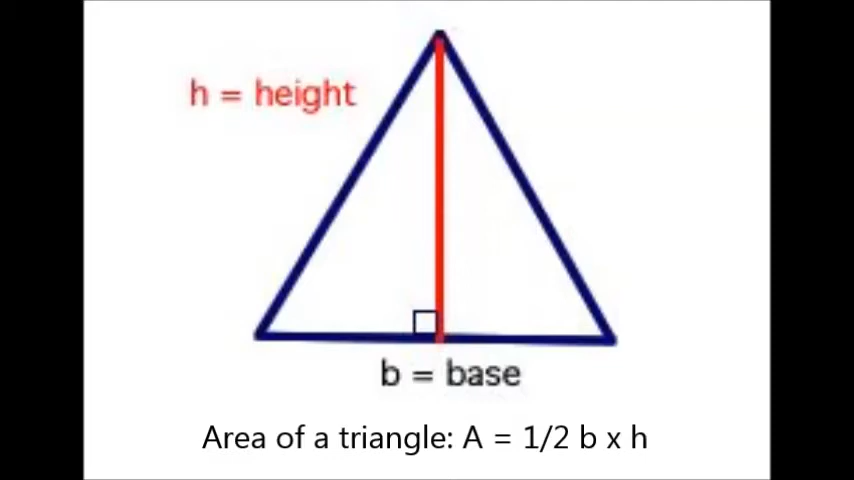 h = height
b = base
Area of a triangle: A = 1/2 b x h